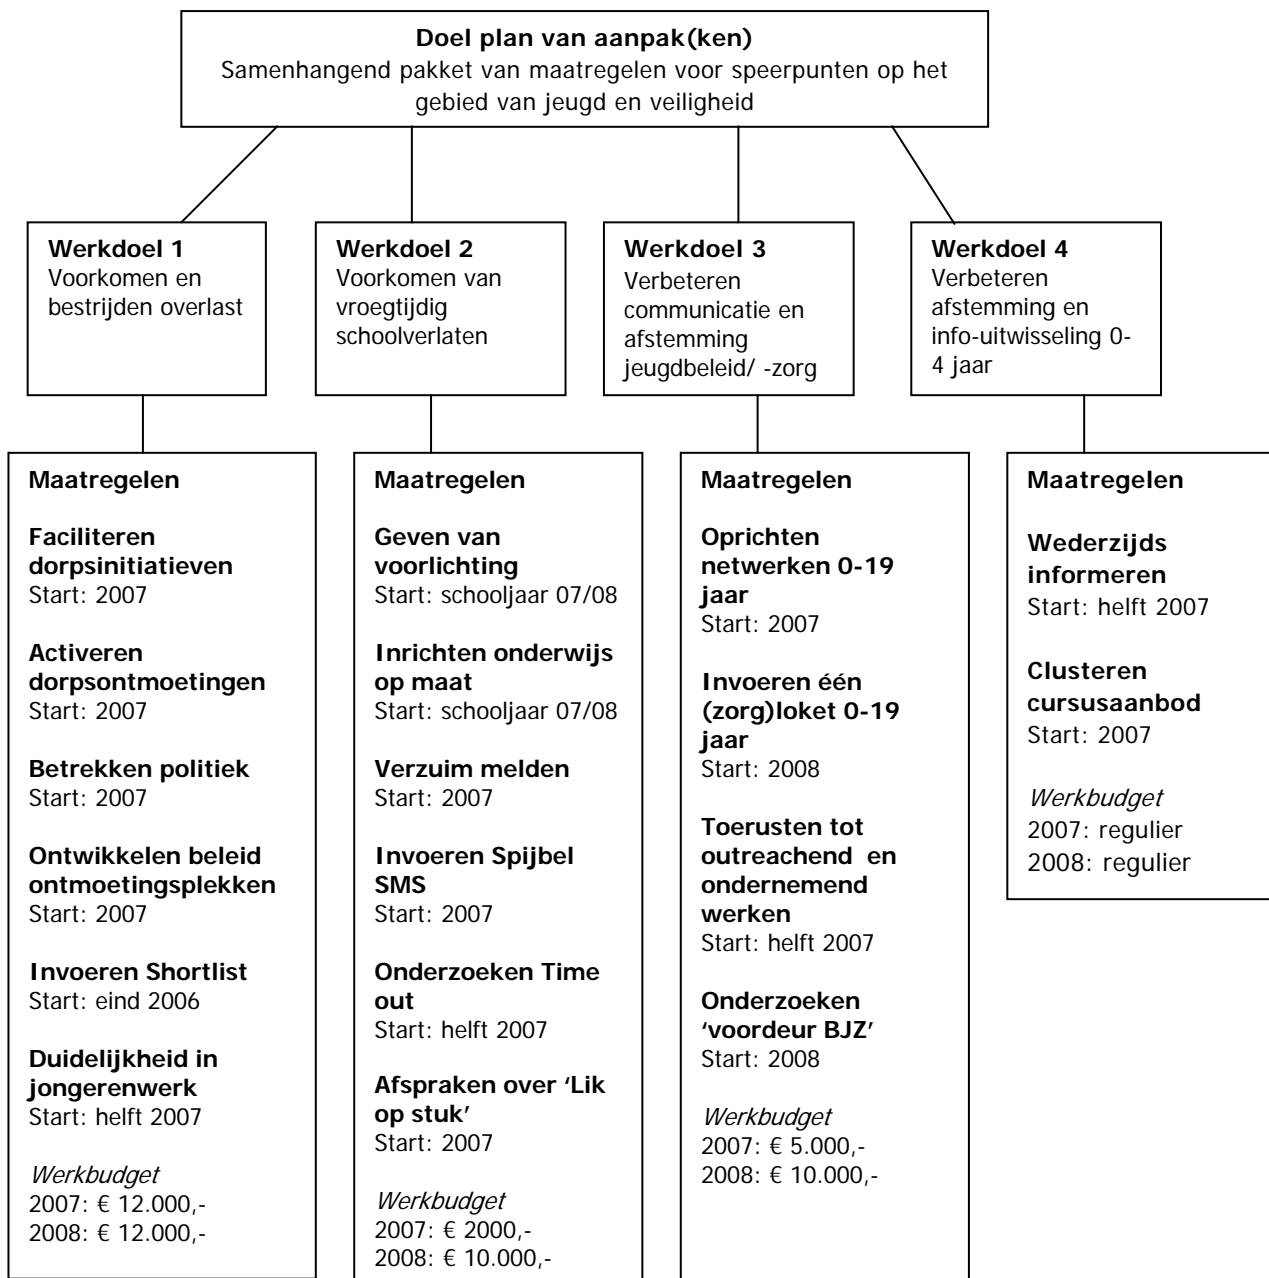 Doel plan van aanpak(ken)
Samenhangend pakket van maatregelen voor speerpunten op het
gebied van jeugd en veiligheid
Werkdoel 1
Voorkomen en
bestrijden overlast
Werkdoel 2
Voorkomen van
vroegtijdig
schoolverlaten
Werkdoel 3
Verbeteren
communicatie en
afstemming
jeugdbeleid/ -zorg
Werkdoel 4
Verbeteren
afstemming en
info-uitwisseling 0-
4 jaar
Maatregelen
Faciliteren
dorpsinitiatieven
Start: 2007
Activeren
dorpsontmoetingen
Start: 2007
Betrekken politiek
Start: 2007
Ontwikkelen beleid
ontmoetingsplekken
Start: 2007
Invoeren Shortlist
Start: eind 2006
Duidelijkheid in
jongerenwerk
Start: helft 2007
Werkbudget
2007: € 12.000,-
2008: € 12.000,-
Maatregelen
Geven van
voorlichting
Start: schooljaar 07/08
Inrichten onderwijs
op maat
Start: schooljaar 07/08
Verzuim melden
Start: 2007
Invoeren Spijbel
SMS
Start: 2007
Onderzoeken Time
out
Start: helft 2007
Afspraken over ‘Lik
op stuk’
Start: 2007
Werkbudget
2007: € 2000,-
2008: € 10.000,-
Maatregelen
Oprichten
netwerken 0-19
jaar
Start: 2007
Invoeren één
(zorg)loket 0-19
jaar
Start: 2008
Toerusten tot
outreachend en
ondernemend
werken
Start: helft 2007
Onderzoeken
‘voordeur BJZ’
Start: 2008
Werkbudget
2007: € 5.000,-
2008: € 10.000,-
Maatregelen
Wederzijds
informeren
Start: helft 2007
Clusteren
cursusaanbod
Start: 2007
Werkbudget
2007: regulier
2008: regulier